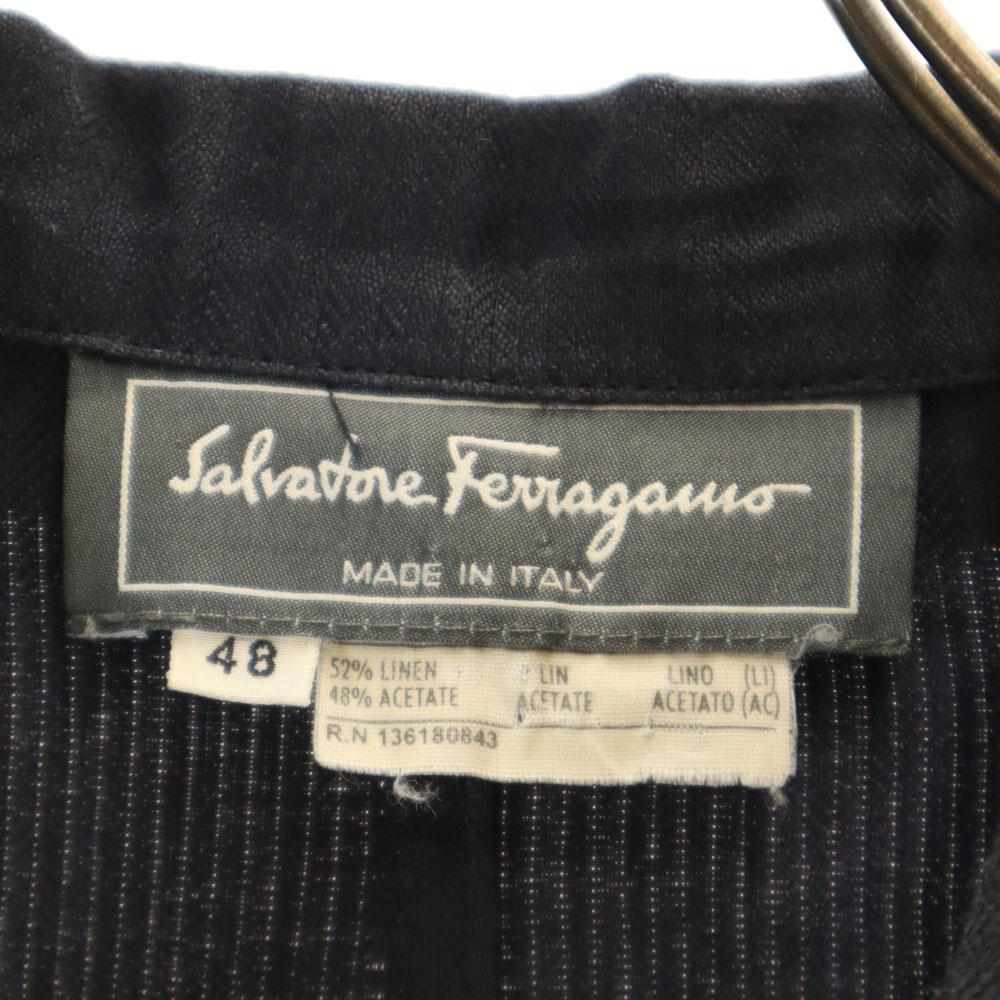 Salvatore Ferragamo
MADE IN ITALY
48
52% LINEN LIN LINO (LI)
48% ACETATE ACETATE ACETATO (AC)
R.N 136180843